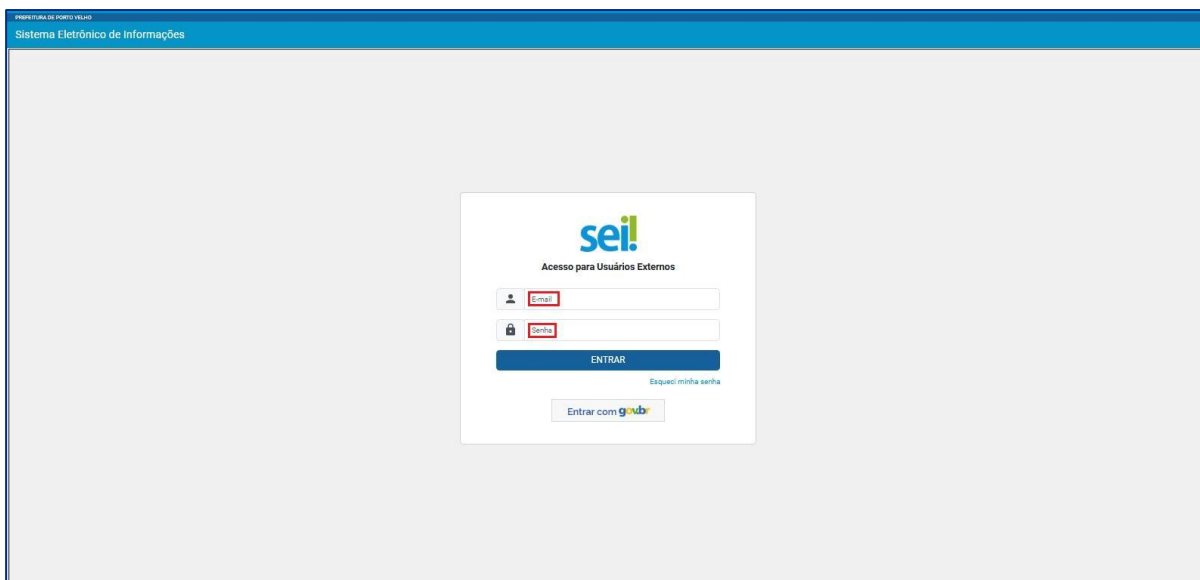 PREFEITURA DE PORTO VELHO
Sistema Eletrônico de Informações
sei!
Acesso para Usuários Externos
E-mail
Senha
ENTRAR
Esqueci minha senha
Entrar com gov.br